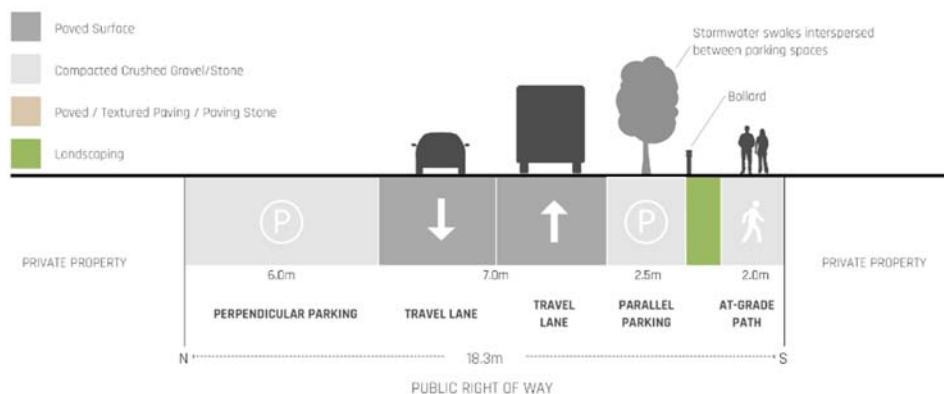 Paved Surface
Compacted Crushed Gravel/Stone
Paved / Textured Paving / Paving Stone
Landscaping
Stormwater swales interspersed
between parking spaces
Bollard
P
P
PRIVATE PROPERTY
PRIVATE PROPERTY
6.0m
7.0m
2.5m
2.0m
PERPENDICULAR PARKING
TRAVEL LANE
TRAVEL
LANE
PARALLEL
PARKING
AT-GRADE
PATH
N
18.3m
S
PUBLIC RIGHT OF WAY